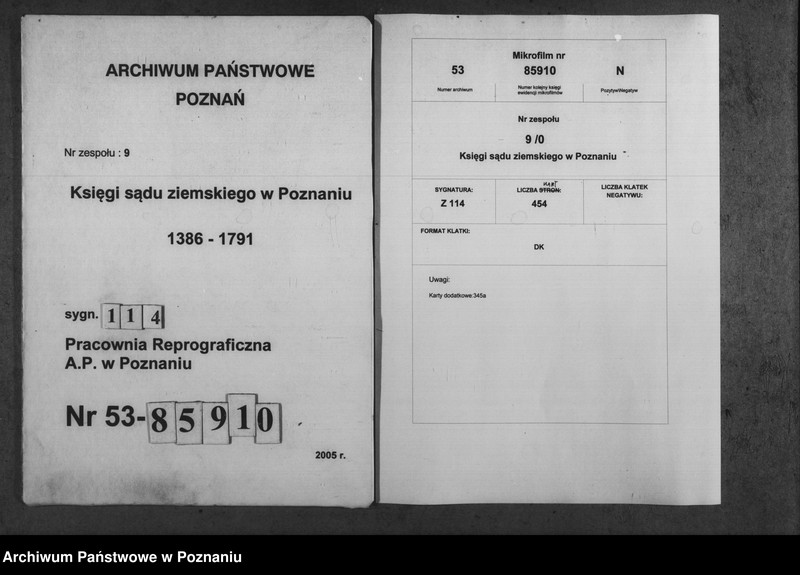 ARCHIWUM PAŃSTWOWE
POZNAŃ
Nr zespołu : 9
Księgi sądu ziemskiego w Poznaniu
1386 - 1791
sygn. 114
Pracownia Reprograficzna
A.P. w Poznaniu
Nr 53-85910
2005 r.
Mikrofilm nr
53 85910 N
Numer archiwum Numer kolejny księgi ewidencji mikrofilmów Pozytyw/Negatyw
Nr zespołu
9 /0
Księgi sądu ziemskiego w Poznaniu
SYGNATURA: LICZBA STRON: KART LICZBA KLATEK NEGATYWU:
Z 114 454
FORMAT KLATKI:
DK
Uwagi:
Karty dodatkowe:345a
Archiwum Państwowe w Poznaniu